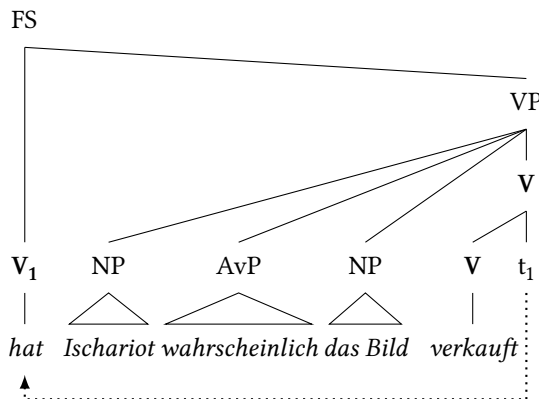 FS
VP
V
V₁ NP AvP NP V t₁
hat Ischariot wahrscheinlich das Bild verkauft